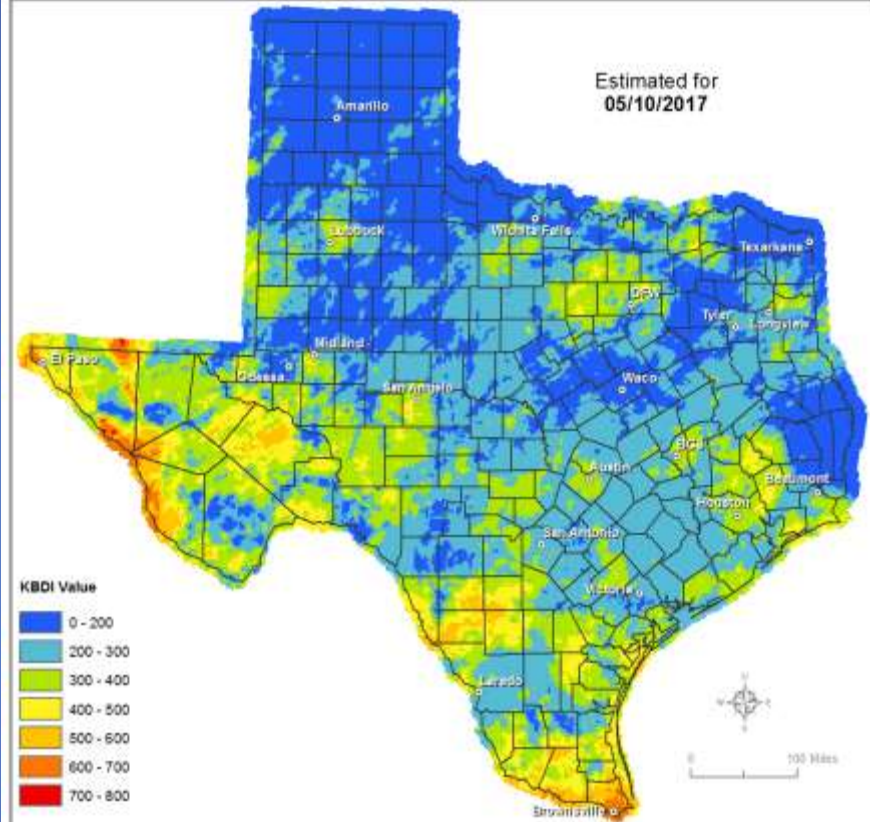 Estimated for
05/10/2017
Amarillo
Lubbock
Wichita Falls
Texarkana
DFW
Tyler
Longview
El Paso
Midland
Odessa
San Angelo
Waco
BCS
Austin
Beaumont
Houston
San Antonio
Victoria
Laredo
Brownsville
KBDI Value
0 - 200
200 - 300
300 - 400
400 - 500
500 - 600
600 - 700
700 - 800
N
W
E
S
0
100 Miles